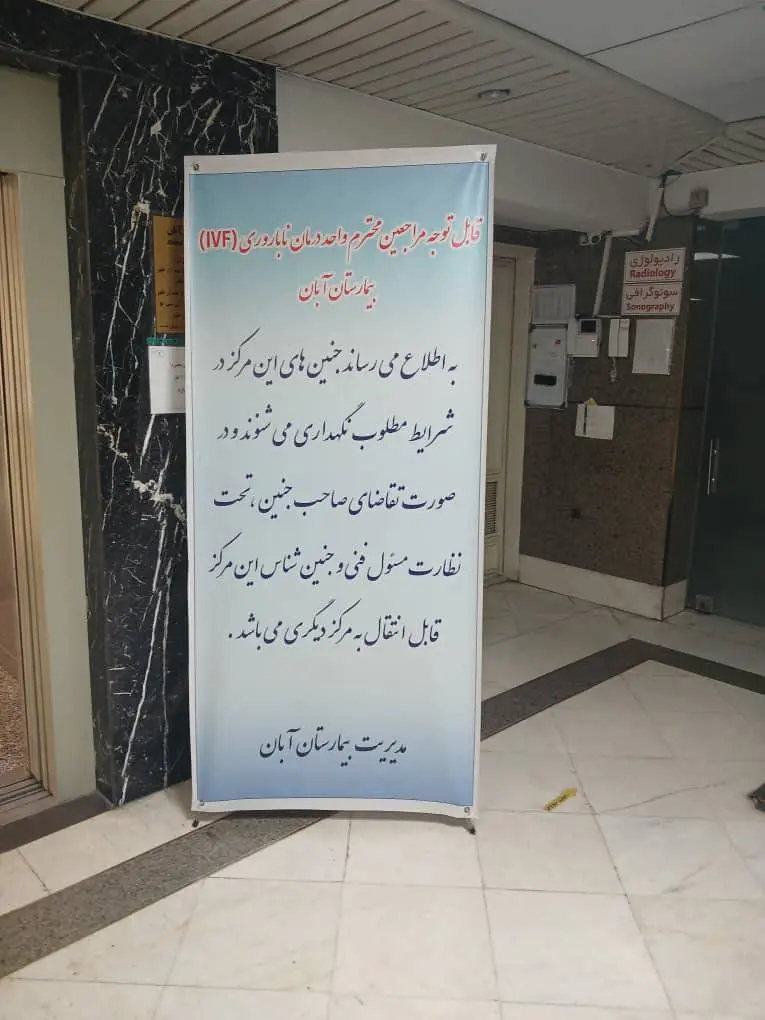 قابل توجه مراجعین محترم واحد درمان ناباروری (IVF)
بیمارستان آبان
به اطلاع می رساند جنین های این مرکز در
شرایط مطلوب نگهداری می شوند و در
صورت تقاضای صاحب جنین ، تحت
نظارت مسئول فنی و جنین شناس این مرکز
قابل انتقال به مرکز دیگری می باشد .
مدیریت بیمارستان آبان
رادیولوژی
Radiology
سونوگرافی
Sonography